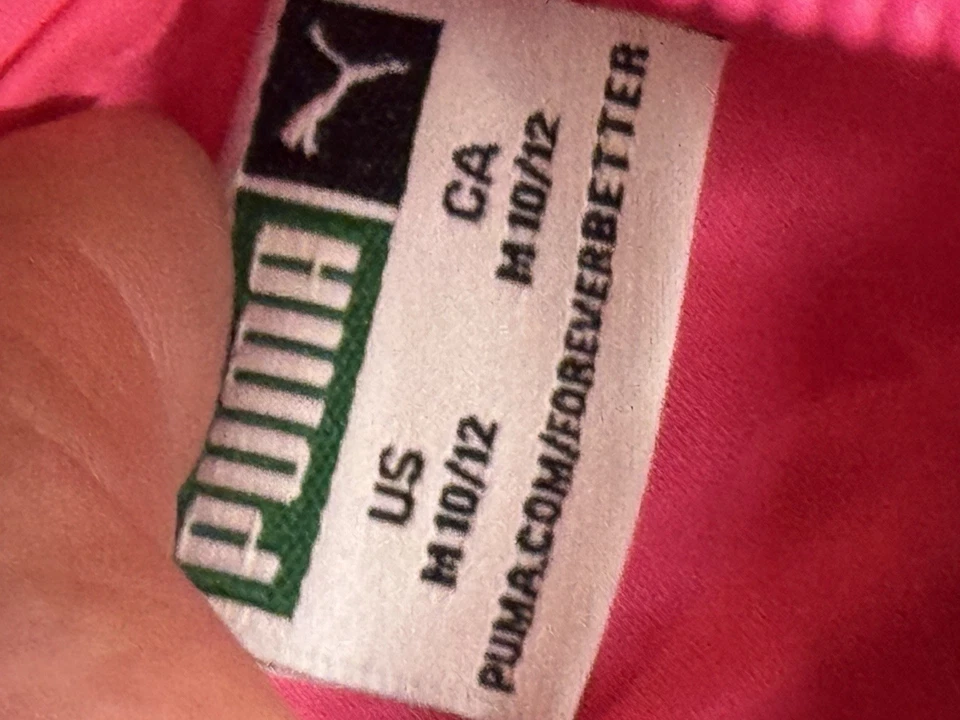 PUMA
US
M 10/12
CA
M 10/12
PUMA.COM/FOREVERBETTER